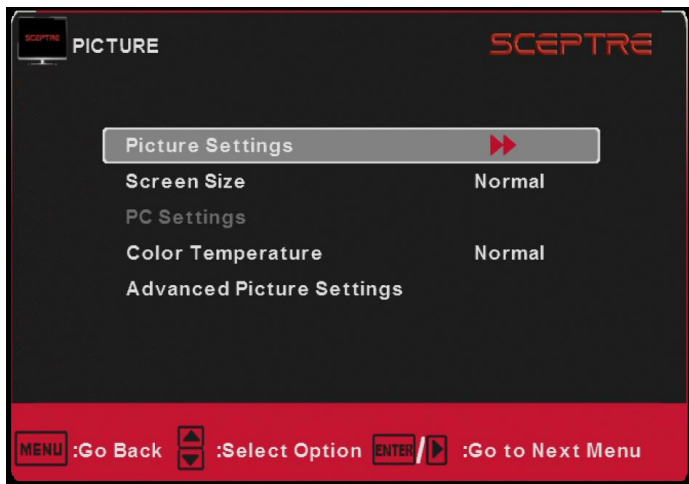 SCEPTRE
PICTURE
SCEPTRE
Picture Settings
Screen Size Normal
PC Settings
Color Temperature Normal
Advanced Picture Settings
MENU :Go Back :Select Option ENTER/ :Go to Next Menu